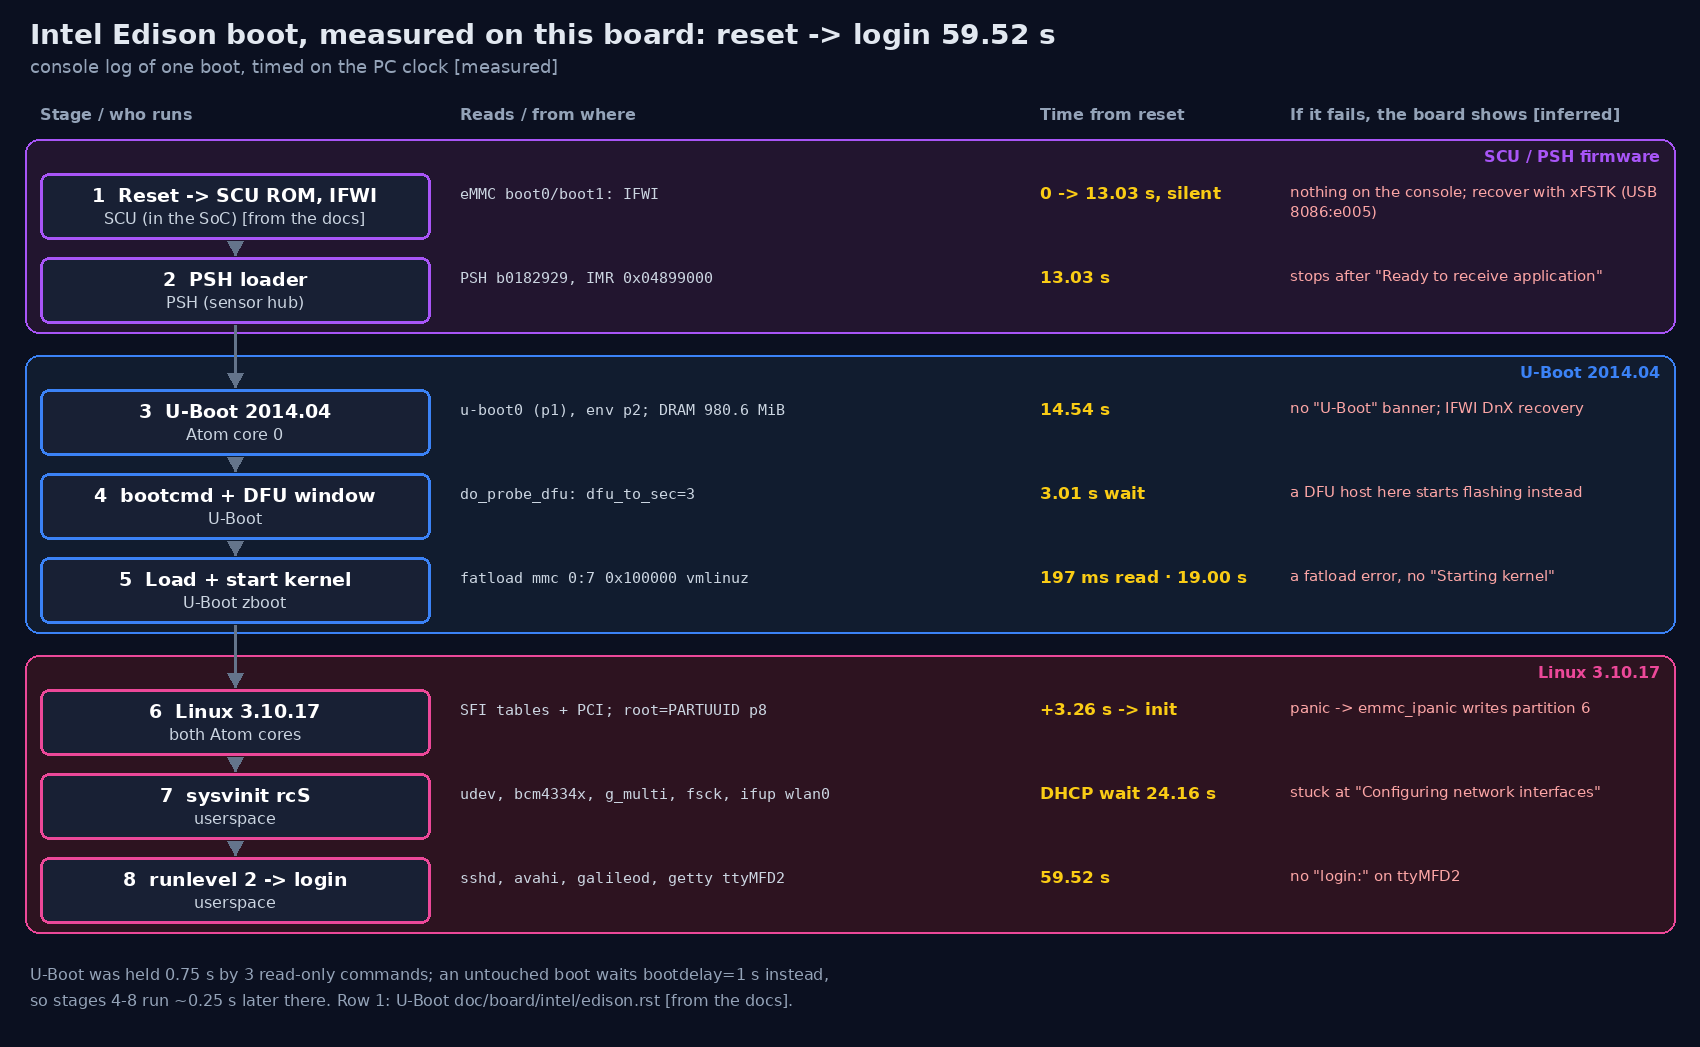 Intel Edison boot, measured on this board: reset -> login 59.52 s
console log of one boot, timed on the PC clock [measured]
Stage / who runs
Reads / from where
Time from reset
If it fails, the board shows [inferred]
SCU / PSH firmware
1 Reset -> SCU ROM, IFWI
SCU (in the SoC) [from the docs]
eMMC boot0/boot1: IFWI
0 -> 13.03 s, silent
nothing on the console; recover with xFSTK (USB
8086:e005)
2 PSH loader
PSH (sensor hub)
PSH b0182929, IMR 0x04899000
13.03 s
stops after "Ready to receive application"
U-Boot 2014.04
3 U-Boot 2014.04
Atom core 0
u-boot0 (p1), env p2; DRAM 980.6 MiB
14.54 s
no "U-Boot" banner; IFWI DnX recovery
4 bootcmd + DFU window
U-Boot
do_probe_dfu: dfu_to_sec=3
3.01 s wait
a DFU host here starts flashing instead
5 Load + start kernel
U-Boot zboot
fatload mmc 0:7 0x100000 vmlinuz
197 ms read · 19.00 s
a fatload error, no "Starting kernel"
Linux 3.10.17
6 Linux 3.10.17
both Atom cores
SFI tables + PCI; root=PARTUUID p8
+3.26 s -> init
panic -> emmc_ipanic writes partition 6
7 sysvinit rcS
userspace
udev, bcm4334x, g_multi, fsck, ifup wlan0
DHCP wait 24.16 s
stuck at "Configuring network interfaces"
8 runlevel 2 -> login
userspace
sshd, avahi, galileod, getty ttyMFD2
59.52 s
no "login:" on ttyMFD2
U-Boot was held 0.75 s by 3 read-only commands; an untouched boot waits bootdelay=1 s instead,
so stages 4-8 run ~0.25 s later there. Row 1: U-Boot doc/board/intel/edison.rst [from the docs].